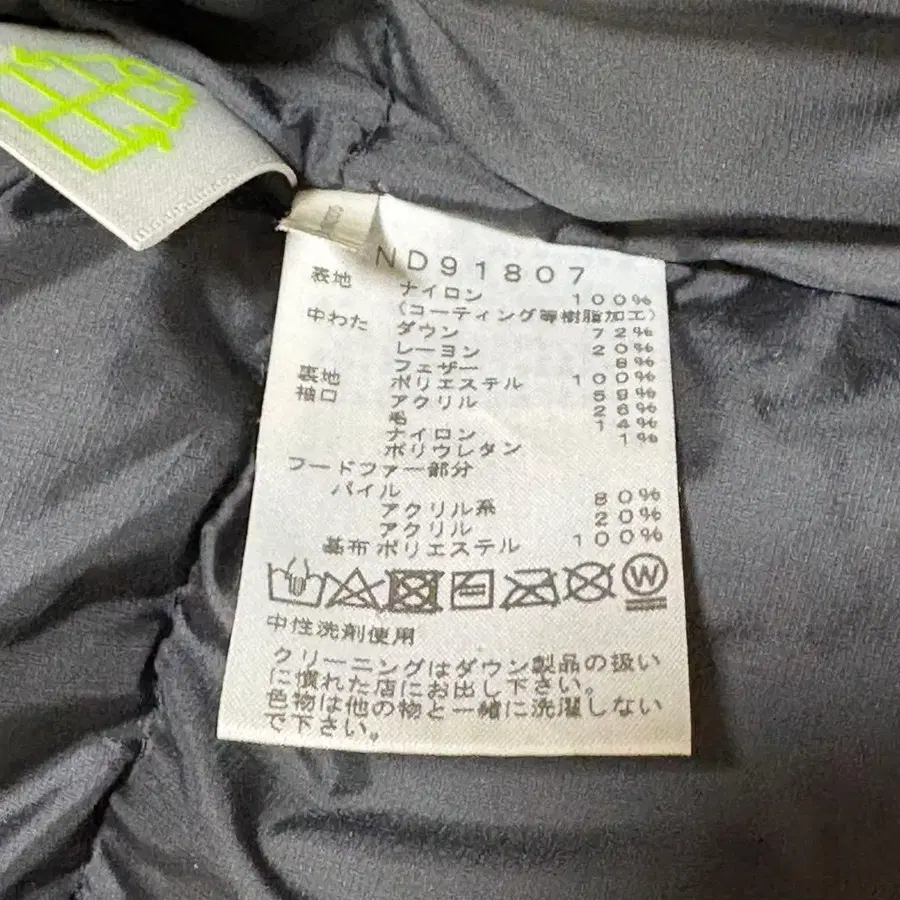 ND91807
表地 ナイロン 100%
(コーティング等樹脂加工)
中わた ダウン 72%
レーヨン 20%
フェザー 8%
裏地 ポリエステル 100%
袖口 アクリル 59%
毛 26%
ナイロン 14%
ポリウレタン 1%
フードファー部分
パイル
アクリル系 80%
アクリル 20%
基布 ポリエステル 100%
W
中性洗剤使用
クリーニングはダウン製品の扱い
に慣れた店にお出し下さい。
色物は他の物と一緒に洗濯しない
で下さい。